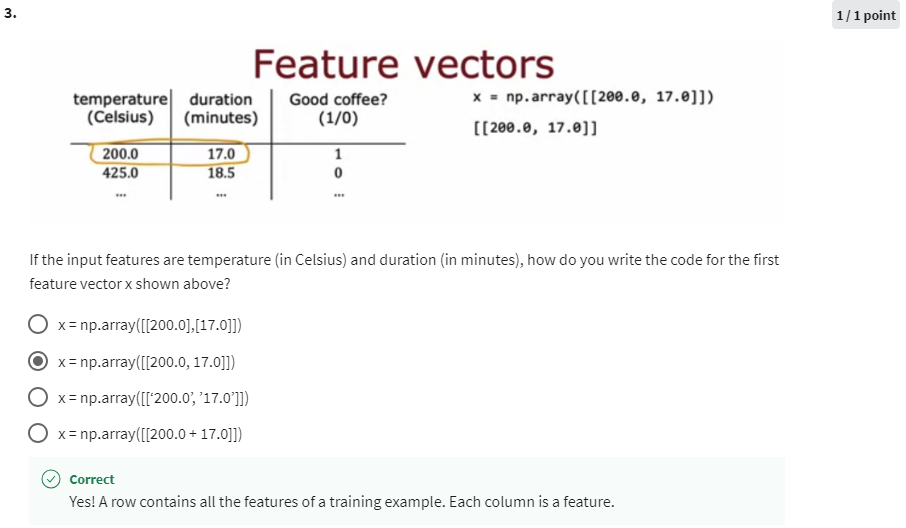 3.
1 / 1 point
Feature vectors
temperature duration Good coffee? x = np.array([[200.0, 17.0]])
(Celsius) (minutes) (1/0)
[[200.0, 17.0]]
200.0 17.0 1
425.0 18.5 0
... ... ...
If the input features are temperature (in Celsius) and duration (in minutes), how do you write the code for the first
feature vector x shown above?
x = np.array([[200.0],[17.0]])
x = np.array([[200.0, 17.0]])
x = np.array([[‘200.0’, ’17.0’]])
x = np.array([[200.0 + 17.0]])
Correct
Yes! A row contains all the features of a training example. Each column is a feature.